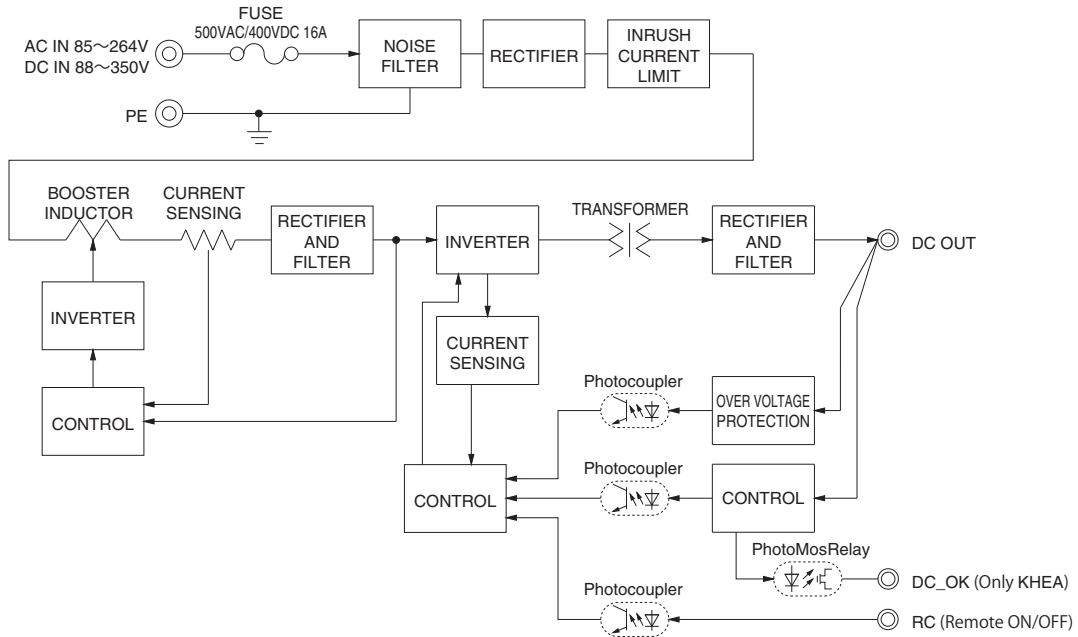 FUSE
500VAC/400VDC 16A
AC IN 85～264V
DC IN 88～350V
NOISE
FILTER
RECTIFIER
INRUSH
CURRENT
LIMIT
PE
BOOSTER
INDUCTOR
CURRENT
SENSING
RECTIFIER
AND
FILTER
INVERTER
TRANSFORMER
RECTIFIER
AND
FILTER
DC OUT
INVERTER
CURRENT
SENSING
CONTROL
Photocoupler
OVER VOLTAGE
PROTECTION
Photocoupler
CONTROL
CONTROL
PhotoMosRelay
DC_OK (Only KHEA)
Photocoupler
RC (Remote ON/OFF)